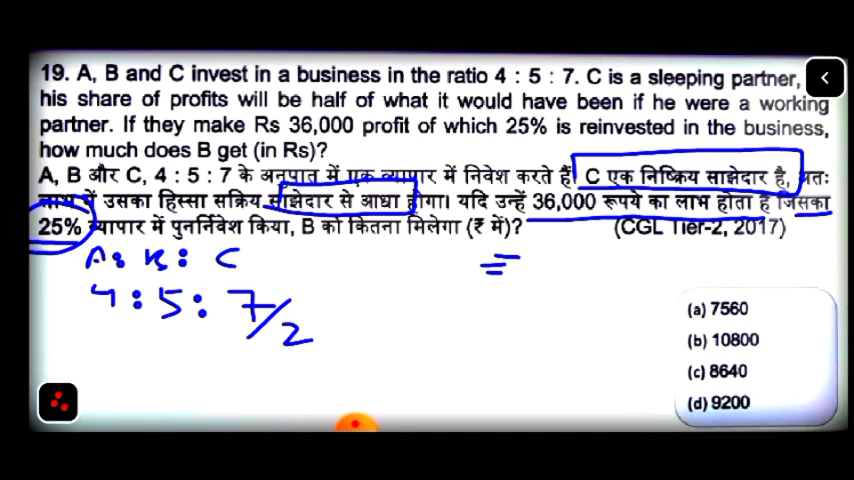 19. A, B and C invest in a business in the ratio 4 : 5 : 7. C is a sleeping partner,
his share of profits will be half of what it would have been if he were a working
partner. If they make Rs 36,000 profit of which 25% is reinvested in the business,
how much does B get (in Rs)?
A, B और C, 4 : 5 : 7 के अनुपात में एक व्यापार में निवेश करते हैं, C एक निष्क्रिय साझेदार है, अतः
लाभ में उसका हिस्सा सक्रिय साझेदार से आधा होगा। यदि उन्हें 36,000 रूपये का लाभ होता है जिसका
25% व्यापार में पुनर्निवेश किया, B को कितना मिलेगा (₹ में)? (CGL Tier-2, 2017)
A : B : C
4 : 5 : 7/2
=
(a) 7560
(b) 10800
(c) 8640
(d) 9200